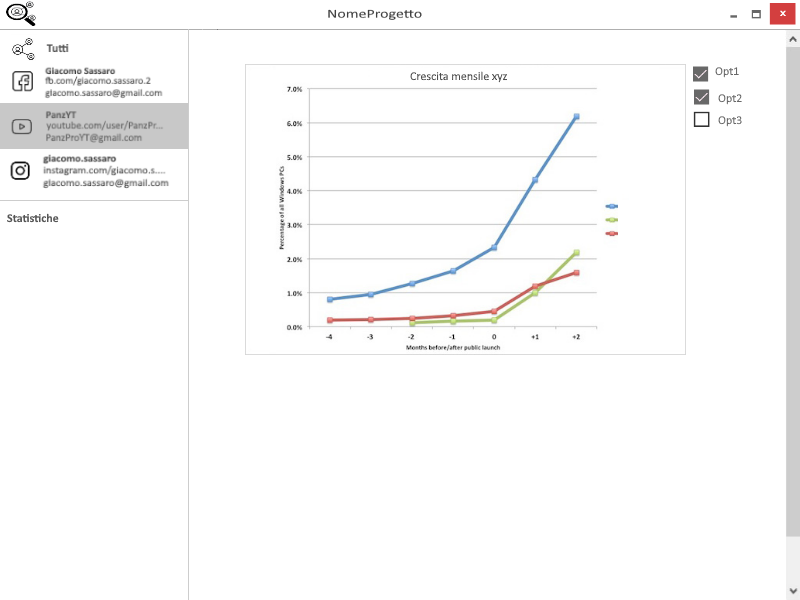 NomeProgetto
Tutti
Giacomo Sassaro
fb.com/giacomo.sassaro.2
giacomo.sassaro@gmail.com
PanzYT
youtube.com/user/PanzPr...
PanzProYT@gmail.com
giacomo.sassaro
instagram.com/giacomo.s....
giacomo.sassaro@gmail.com
Statistiche
Crescita mensile xyz
7.0%
6.0%
5.0%
4.0%
3.0%
2.0%
1.0%
0.0%
Percentage of all Windows PCs
-4 -3 -2 -1 0 +1 +2
Months before/after public launch
Opt1
Opt2
Opt3